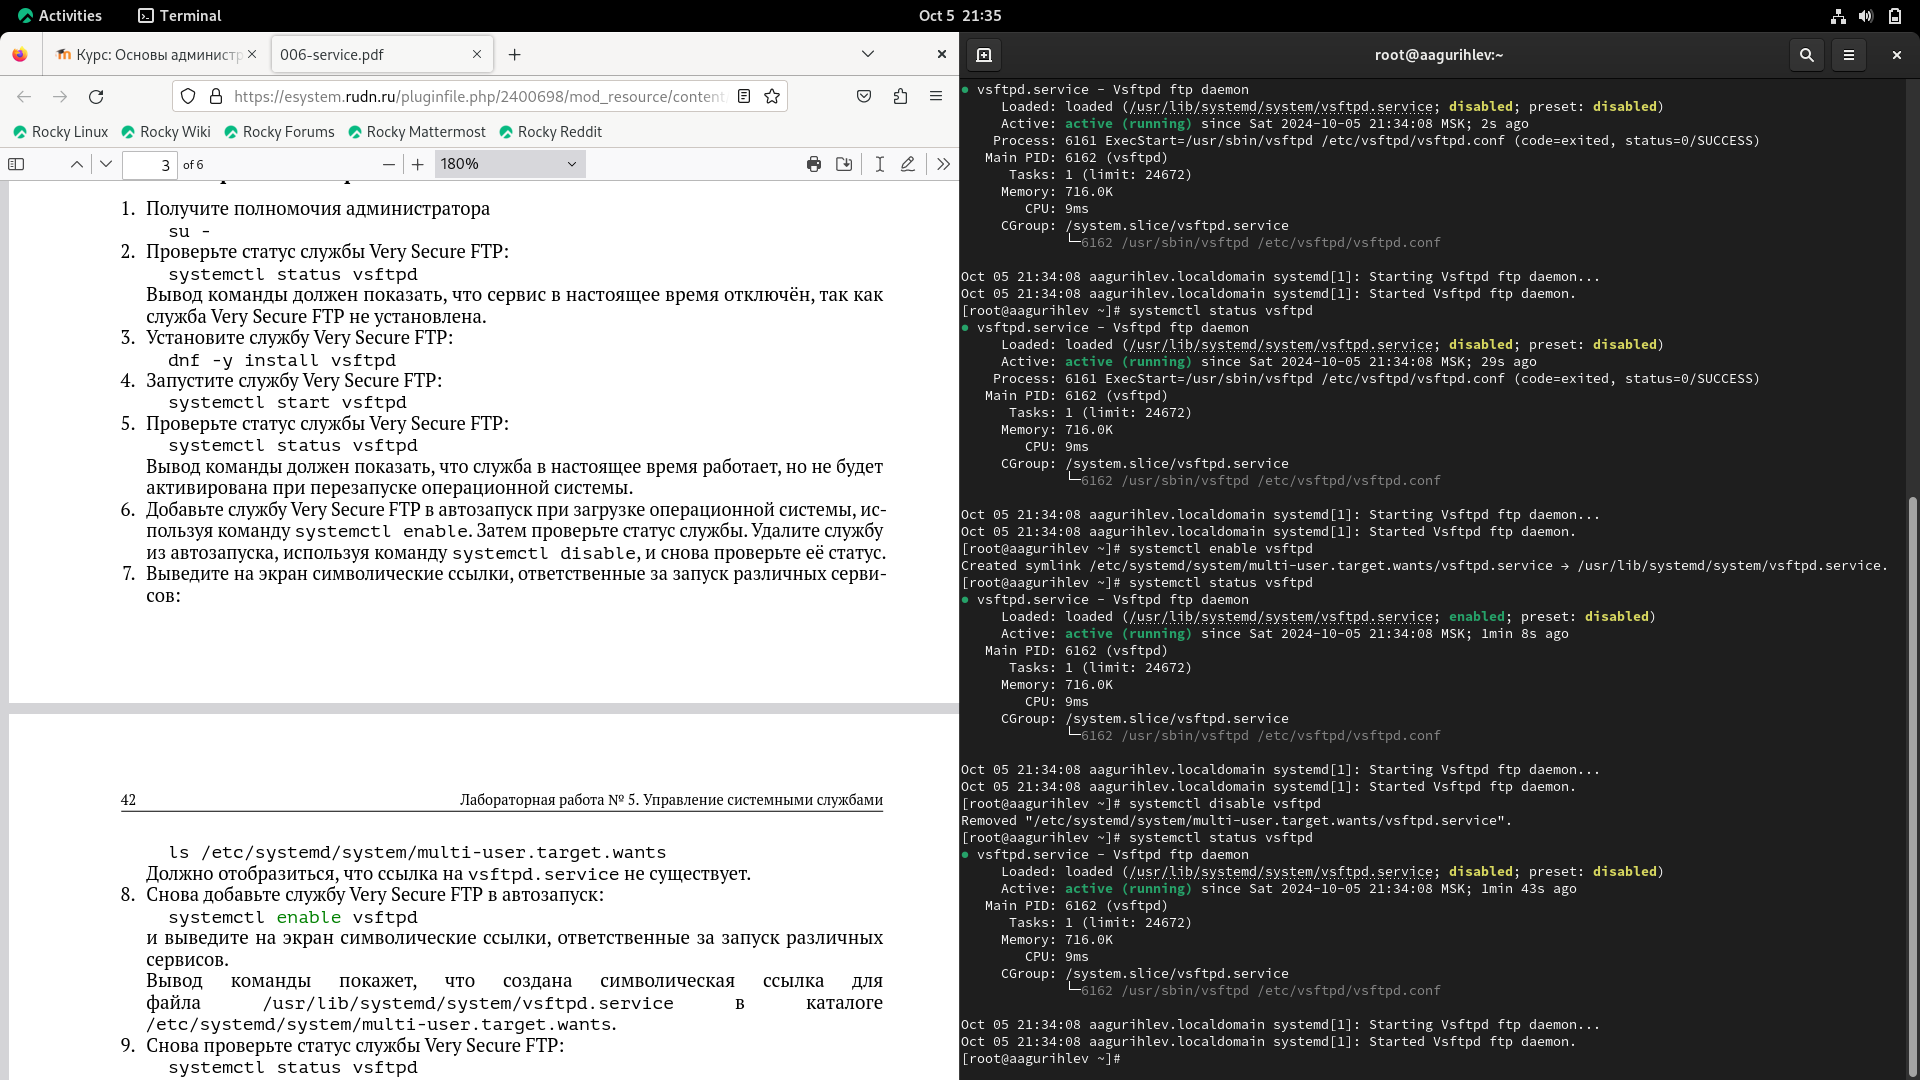 Activities
Terminal
Oct 5 21:35
Курс: Основы администр
006-service.pdf
https://esystem.rudn.ru/pluginfile.php/2400698/mod_resource/content
Rocky Linux
Rocky Wiki
Rocky Forums
Rocky Mattermost
Rocky Reddit
3 of 6
180%
1. Получите полномочия администратора
su -
2. Проверьте статус службы Very Secure FTP:
systemctl status vsftpd
Вывод команды должен показать, что сервис в настоящее время отключён, так как
служба Very Secure FTP не установлена.
3. Установите службу Very Secure FTP:
dnf -y install vsftpd
4. Запустите службу Very Secure FTP:
systemctl start vsftpd
5. Проверьте статус службы Very Secure FTP:
systemctl status vsftpd
Вывод команды должен показать, что служба в настоящее время работает, но не будет
активирована при перезапуске операционной системы.
6. Добавьте службу Very Secure FTP в автозапуск при загрузке операционной системы, ис-
пользуя команду systemctl enable. Затем проверьте статус службы. Удалите службу
из автозапуска, используя команду systemctl disable, и снова проверьте её статус.
7. Выведите на экран символические ссылки, ответственные за запуск различных серви-
сов:
42
Лабораторная работа № 5. Управление системными службами
ls /etc/systemd/system/multi-user.target.wants
Должно отобразиться, что ссылка на vsftpd.service не существует.
8. Снова добавьте службу Very Secure FTP в автозапуск:
systemctl enable vsftpd
и выведите на экран символические ссылки, ответственные за запуск различных
сервисов.
Вывод команды покажет, что создана символическая ссылка для
файла /usr/lib/systemd/system/vsftpd.service в каталоге
/etc/systemd/system/multi-user.target.wants.
9. Снова проверьте статус службы Very Secure FTP:
systemctl status vsftpd
root@aagurihlev:~
● vsftpd.service - Vsftpd ftp daemon
Loaded: loaded (/usr/lib/systemd/system/vsftpd.service; disabled; preset: disabled)
Active: active (running) since Sat 2024-10-05 21:34:08 MSK; 2s ago
Process: 6161 ExecStart=/usr/sbin/vsftpd /etc/vsftpd/vsftpd.conf (code=exited, status=0/SUCCESS)
Main PID: 6162 (vsftpd)
Tasks: 1 (limit: 24672)
Memory: 716.0K
CPU: 9ms
CGroup: /system.slice/vsftpd.service
└─6162 /usr/sbin/vsftpd /etc/vsftpd/vsftpd.conf
Oct 05 21:34:08 aagurihlev.localdomain systemd[1]: Starting Vsftpd ftp daemon...
Oct 05 21:34:08 aagurihlev.localdomain systemd[1]: Started Vsftpd ftp daemon.
[root@aagurihlev ~]# systemctl status vsftpd
● vsftpd.service - Vsftpd ftp daemon
Loaded: loaded (/usr/lib/systemd/system/vsftpd.service; disabled; preset: disabled)
Active: active (running) since Sat 2024-10-05 21:34:08 MSK; 29s ago
Process: 6161 ExecStart=/usr/sbin/vsftpd /etc/vsftpd/vsftpd.conf (code=exited, status=0/SUCCESS)
Main PID: 6162 (vsftpd)
Tasks: 1 (limit: 24672)
Memory: 716.0K
CPU: 9ms
CGroup: /system.slice/vsftpd.service
└─6162 /usr/sbin/vsftpd /etc/vsftpd/vsftpd.conf
Oct 05 21:34:08 aagurihlev.localdomain systemd[1]: Starting Vsftpd ftp daemon...
Oct 05 21:34:08 aagurihlev.localdomain systemd[1]: Started Vsftpd ftp daemon.
[root@aagurihlev ~]# systemctl enable vsftpd
Created symlink /etc/systemd/system/multi-user.target.wants/vsftpd.service → /usr/lib/systemd/system/vsftpd.service.
[root@aagurihlev ~]# systemctl status vsftpd
● vsftpd.service - Vsftpd ftp daemon
Loaded: loaded (/usr/lib/systemd/system/vsftpd.service; enabled; preset: disabled)
Active: active (running) since Sat 2024-10-05 21:34:08 MSK; 1min 8s ago
Main PID: 6162 (vsftpd)
Tasks: 1 (limit: 24672)
Memory: 716.0K
CPU: 9ms
CGroup: /system.slice/vsftpd.service
└─6162 /usr/sbin/vsftpd /etc/vsftpd/vsftpd.conf
Oct 05 21:34:08 aagurihlev.localdomain systemd[1]: Starting Vsftpd ftp daemon...
Oct 05 21:34:08 aagurihlev.localdomain systemd[1]: Started Vsftpd ftp daemon.
[root@aagurihlev ~]# systemctl disable vsftpd
Removed "/etc/systemd/system/multi-user.target.wants/vsftpd.service".
[root@aagurihlev ~]# systemctl status vsftpd
● vsftpd.service - Vsftpd ftp daemon
Loaded: loaded (/usr/lib/systemd/system/vsftpd.service; disabled; preset: disabled)
Active: active (running) since Sat 2024-10-05 21:34:08 MSK; 1min 43s ago
Main PID: 6162 (vsftpd)
Tasks: 1 (limit: 24672)
Memory: 716.0K
CPU: 9ms
CGroup: /system.slice/vsftpd.service
└─6162 /usr/sbin/vsftpd /etc/vsftpd/vsftpd.conf
Oct 05 21:34:08 aagurihlev.localdomain systemd[1]: Starting Vsftpd ftp daemon...
Oct 05 21:34:08 aagurihlev.localdomain systemd[1]: Started Vsftpd ftp daemon.
[root@aagurihlev ~]#